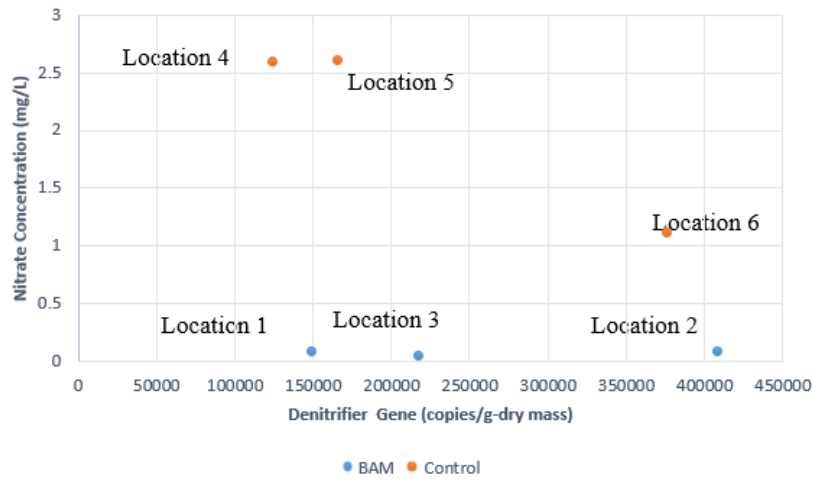 3
Location 4
2.5
Location 5
2
Nitrate Concentration (mg/L)
1.5
Location 6
1
0.5
Location 1
Location 3
Location 2
0
0 50000 100000 150000 200000 250000 300000 350000 400000 450000
Denitrifier Gene (copies/g-dry mass)
BAM Control